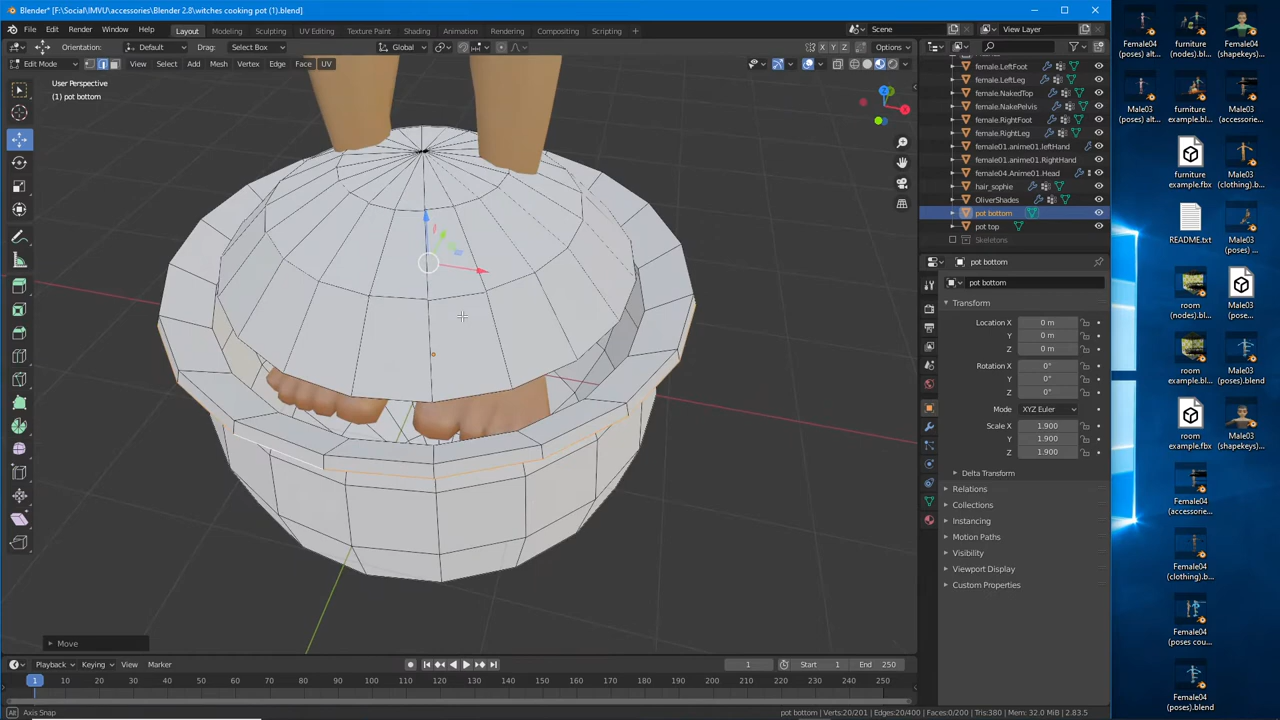 Blender* [F:\Social\IMVU\accessories\Blender 2.8\witches cooking pot (1).blend]
File Edit Render Window Help Layout Modeling Sculpting UV Editing Texture Paint Shading Animation Rendering Compositing Scripting Scene View Layer
Orientation: Default Drag: Select Box Global X Y Z Options
Edit Mode View Select Add Mesh Vertex Edge Face UV
User Perspective
(1) pot bottom
female.LeftFoot
female.LeftLeg
female.NakedTop
female.NakePelvis
female.RightFoot
female.RightLeg
female01.anime01.leftHand
female01.anime01.RightHand
female04.Anime01.Head
hair_sophie
OliverShades
pot bottom
pot top
Skeletons
pot bottom
pot bottom
Transform
Location X 0 m
Y 0 m
Z 0 m
Rotation X 0°
Y 0°
Z 0°
Mode XYZ Euler
Scale X 1.900
Y 1.900
Z 1.900
Delta Transform
Relations
Collections
Instancing
Motion Paths
Visibility
Viewport Display
Custom Properties
Move
Playback Keying View Marker 1 Start 1 End 250
1 10 20 30 40 50 60 70 80 90 100 110 120 130 140 150 160 170 180 190 200 210 220 230 240 250
Axis Snap
pot bottom | Verts:20/201 | Edges:20/400 | Faces:0/200 | Tris:380 | Mem: 32.0 MiB | 2.83.5
Female04 (poses) alt...
furniture (nodes).bl...
Female04 (shapekeys)...
Male03 (poses) alt...
furniture example.bl...
Male03 (accessorie...
furniture example.fbx
Male03 (clothing).b...
README.txt
Male03 (poses cou...
room (nodes).bl...
Male03 (pose...
room example.bl...
Male03 (poses).blend
room example.fbx
Male03 (shapekeys)...
Female04 (accessorie...
Female04 (clothing).b...
Female04 (poses cou...
Female04 (poses).blend